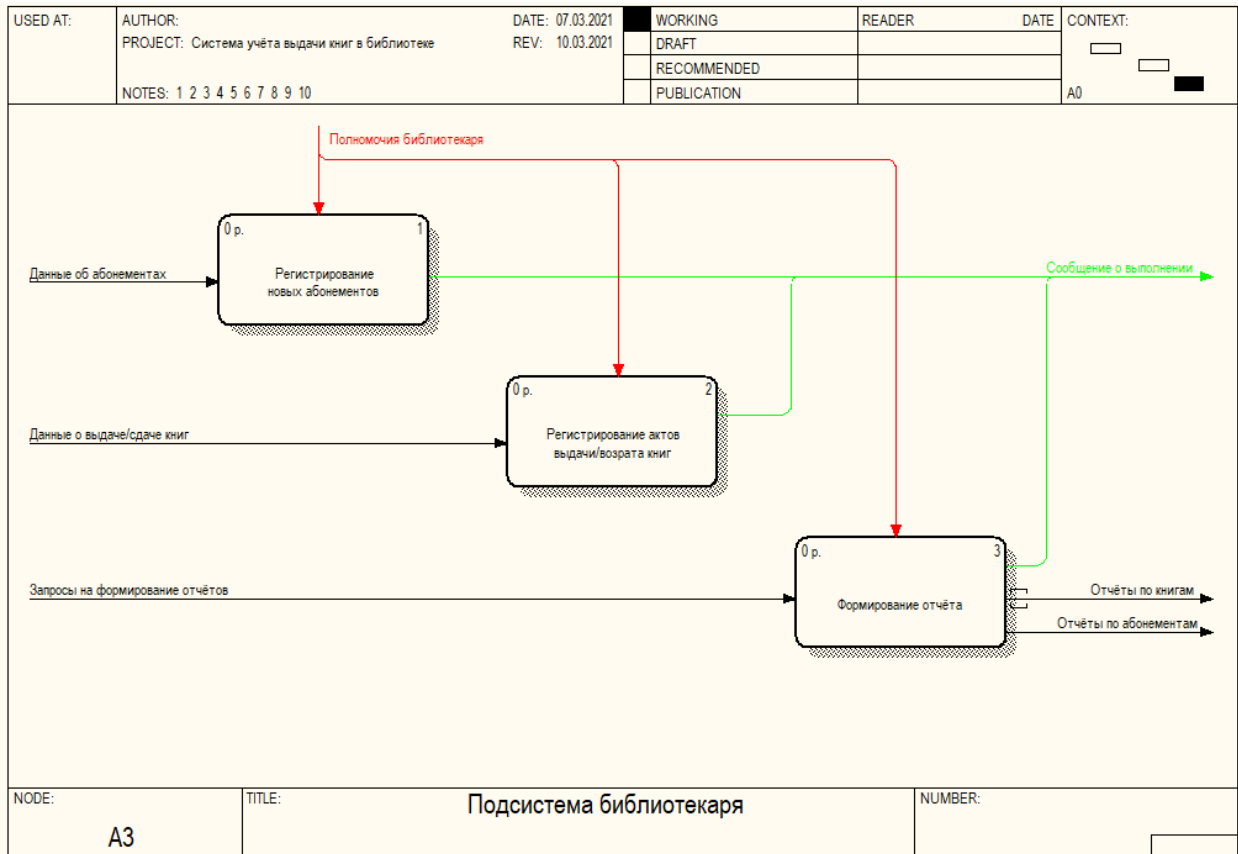 USED AT:
AUTHOR:
DATE: 07.03.2021
PROJECT: Система учёта выдачи книг в библиотеке
REV: 10.03.2021
NOTES: 1 2 3 4 5 6 7 8 9 10
WORKING
DRAFT
RECOMMENDED
PUBLICATION
READER
DATE
CONTEXT:
A0
Полномочия библиотекаря
0 р.
1
Регистрирование
новых абонементов
Данные об абонементах
Сообщение о выполнении
0 р.
2
Регистрирование актов
выдачи/возрата книг
Данные о выдаче/сдаче книг
0 р.
3
Формирование отчёта
Запросы на формирование отчётов
Отчёты по книгам
Отчёты по абонементам
NODE:
A3
TITLE:
Подсистема библиотекаря
NUMBER: